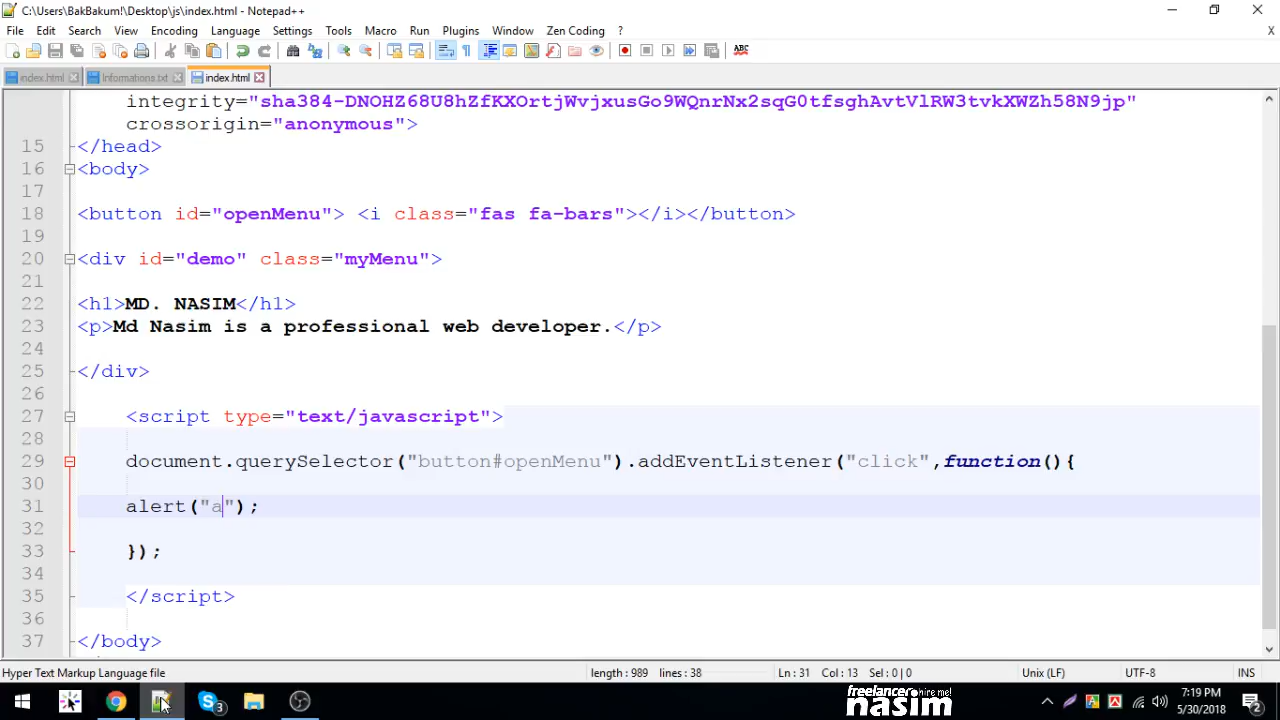 C:\Users\BakBakum!\Desktop\js\index.html - Notepad++
File Edit Search View Encoding Language Settings Tools Macro Run Plugins Window Zen Coding ? X
ABC
index.html Informations.txt index.html
integrity="sha384-DNOHZ68U8hZfKXOrtjWvjxusGo9WQnrNx2sqG0tfsghAvtVlRW3tvkXWZh58N9jp"
crossorigin="anonymous">
15 </head>
16 <body>
17
18 <button id="openMenu"> <i class="fas fa-bars"></i></button>
19
20 <div id="demo" class="myMenu">
21
22 <h1>MD. NASIM</h1>
23 <p>Md Nasim is a professional web developer.</p>
24
25 </div>
26
27 <script type="text/javascript">
28
29 document.querySelector("button#openMenu").addEventListener("click",function(){
30
31 alert("a");
32
33 });
34
35 </script>
36
37 </body>
Hyper Text Markup Language file length : 989 lines : 38 Ln : 31 Col : 13 Sel : 0 | 0 Unix (LF) UTF-8 INS
freelancer hire me!
nasim
3
7:19 PM
5/30/2018
2